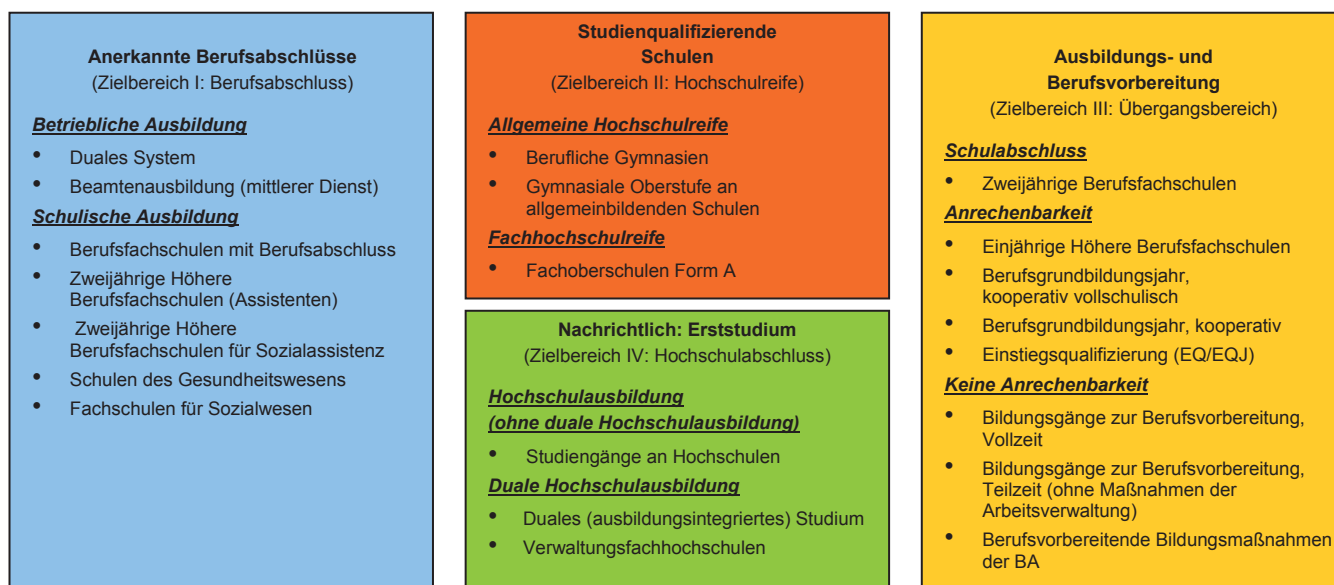 Anerkannte Berufsabschlüsse
(Zielbereich I: Berufsabschluss)
Betriebliche Ausbildung
• Duales System
• Beamtenausbildung (mittlerer Dienst)
Schulische Ausbildung
• Berufsfachschulen mit Berufsabschluss
• Zweijährige Höhere
Berufsfachschulen (Assistenten)
• Zweijährige Höhere
Berufsfachschulen für Sozialassistenz
• Schulen des Gesundheitswesens
• Fachschulen für Sozialwesen
Studienqualifizierende
Schulen
(Zielbereich II: Hochschulreife)
Allgemeine Hochschulreife
• Berufliche Gymnasien
• Gymnasiale Oberstufe an
allgemeinbildenden Schulen
Fachhochschulreife
• Fachoberschulen Form A
Nachrichtlich: Erststudium
(Zielbereich IV: Hochschulabschluss)
Hochschulausbildung
(ohne duale Hochschulausbildung)
• Studiengänge an Hochschulen
Duale Hochschulausbildung
• Duales (ausbildungsintegriertes) Studium
• Verwaltungsfachhochschulen
Ausbildungs- und
Berufsvorbereitung
(Zielbereich III: Übergangsbereich)
Schulabschluss
• Zweijährige Berufsfachschulen
Anrechenbarkeit
• Einjährige Höhere Berufsfachschulen
• Berufsgrundbildungsjahr,
kooperativ vollschulisch
• Berufsgrundbildungsjahr, kooperativ
• Einstiegsqualifizierung (EQ/EQJ)
Keine Anrechenbarkeit
• Bildungsgänge zur Berufsvorbereitung,
Vollzeit
• Bildungsgänge zur Berufsvorbereitung,
Teilzeit (ohne Maßnahmen der
Arbeitsverwaltung)
• Berufsvorbereitende Bildungsmaßnahmen
der BA